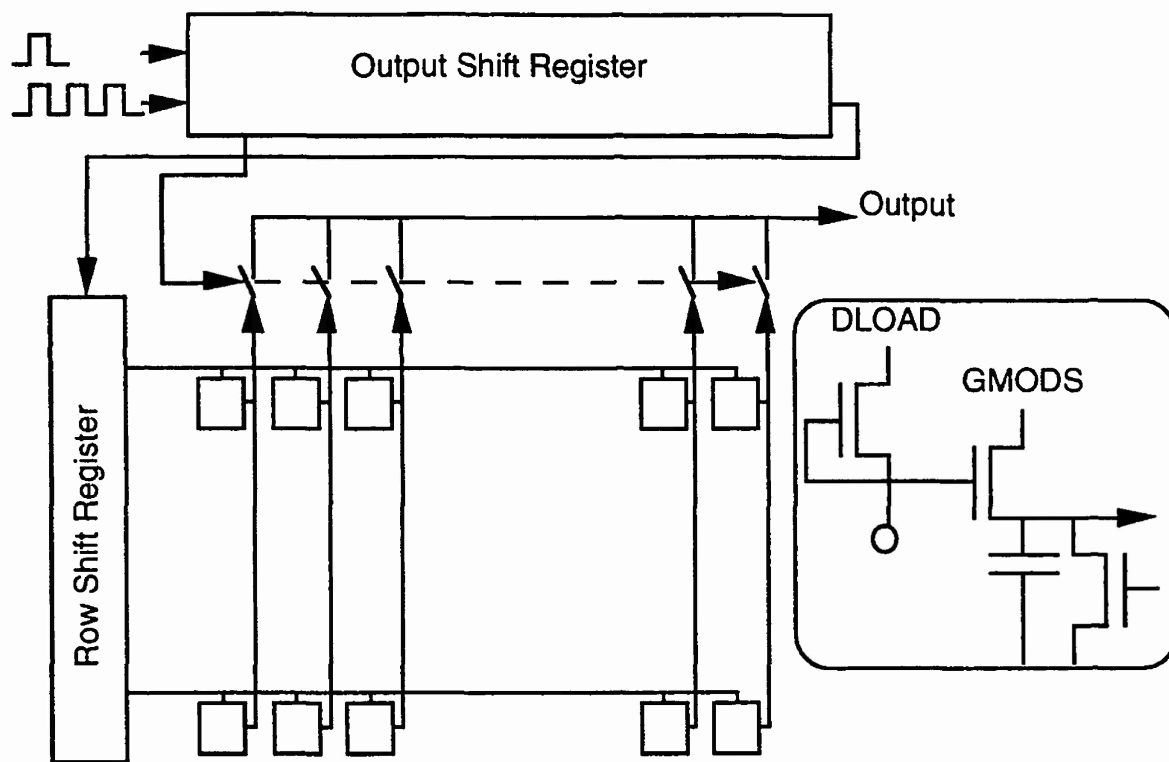 Output Shift Register
Output
DLOAD
GMODS
Row Shift Register